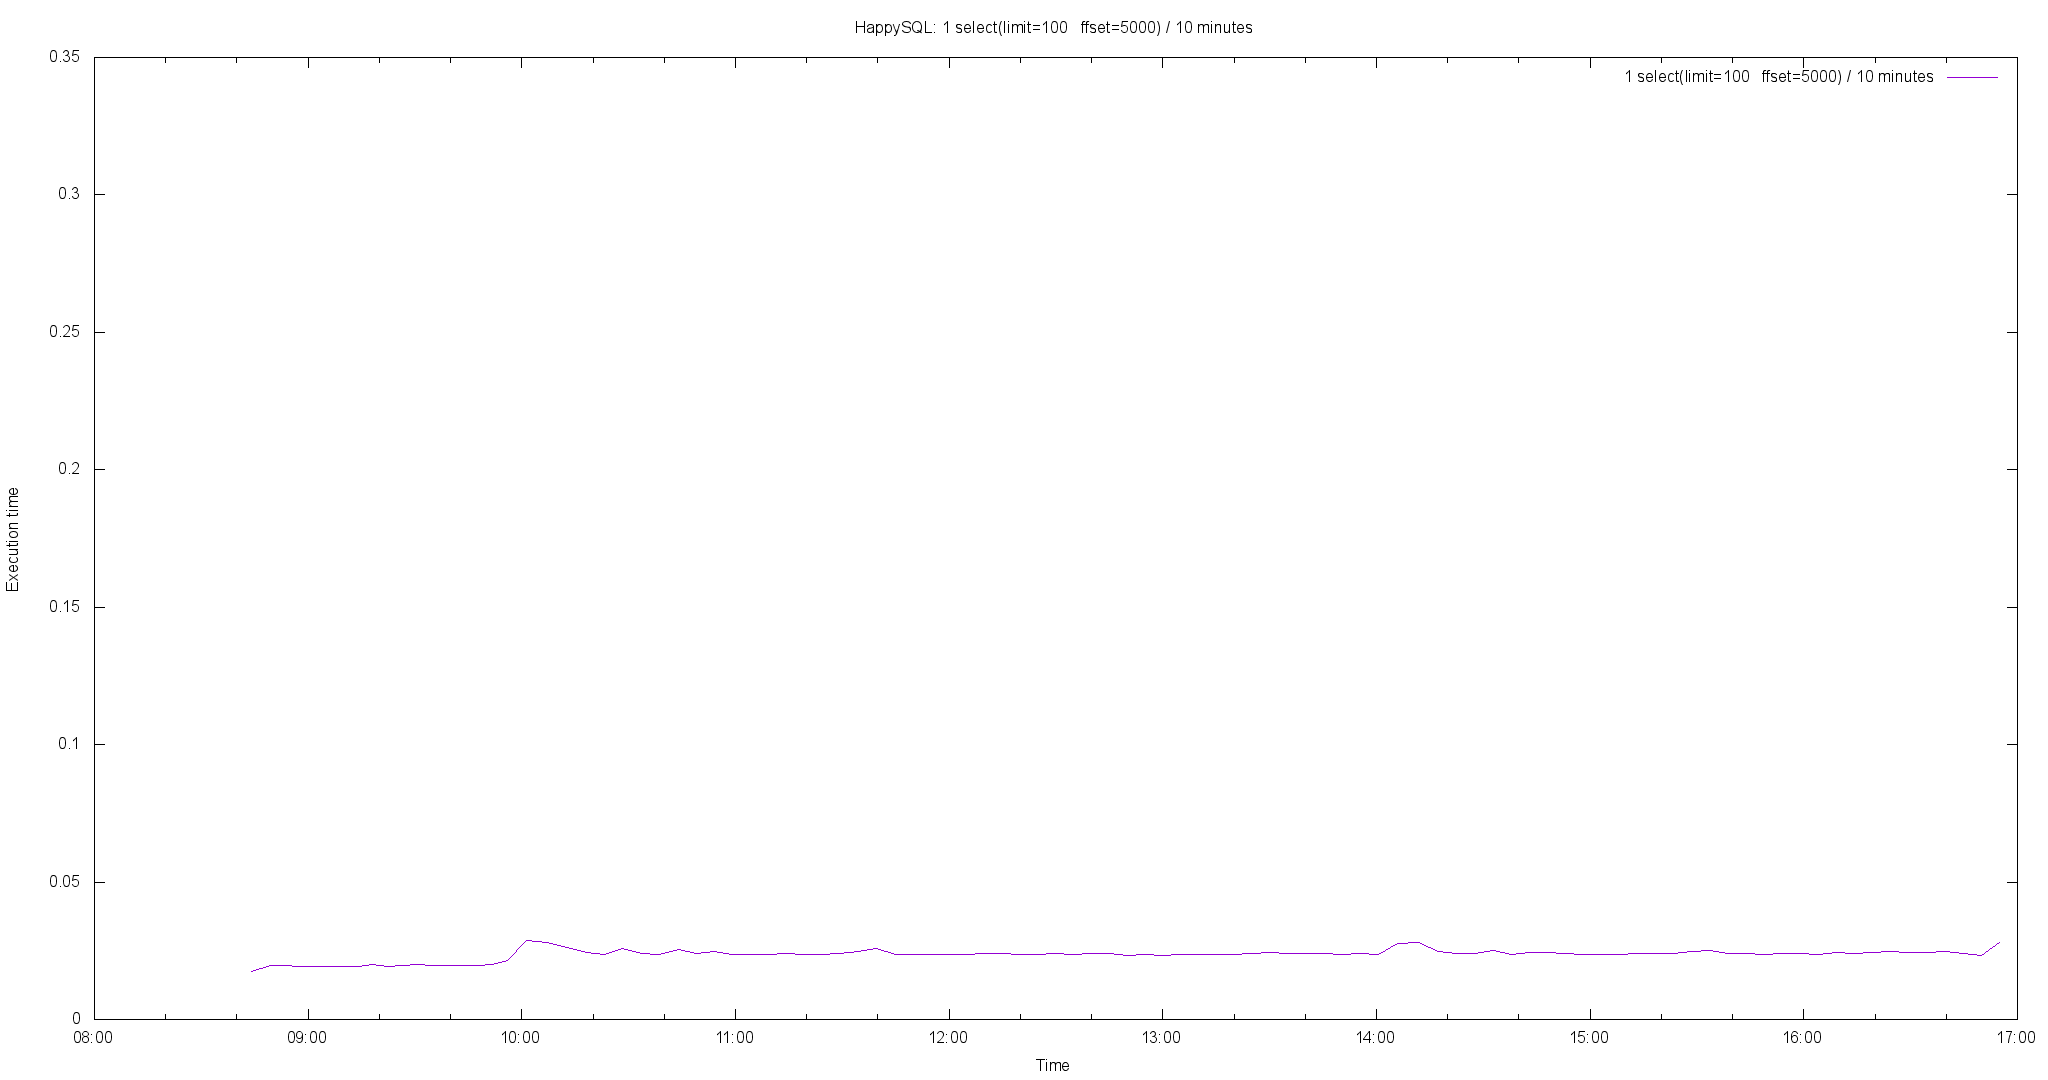 HappySQL: 1 select(limit=100   ffset=5000) / 10 minutes
1 select(limit=100   ffset=5000) / 10 minutes
0.35
0.3
0.25
0.2
0.15
0.1
0.05
0
Execution time
08:00 09:00 10:00 11:00 12:00 13:00 14:00 15:00 16:00 17:00
Time